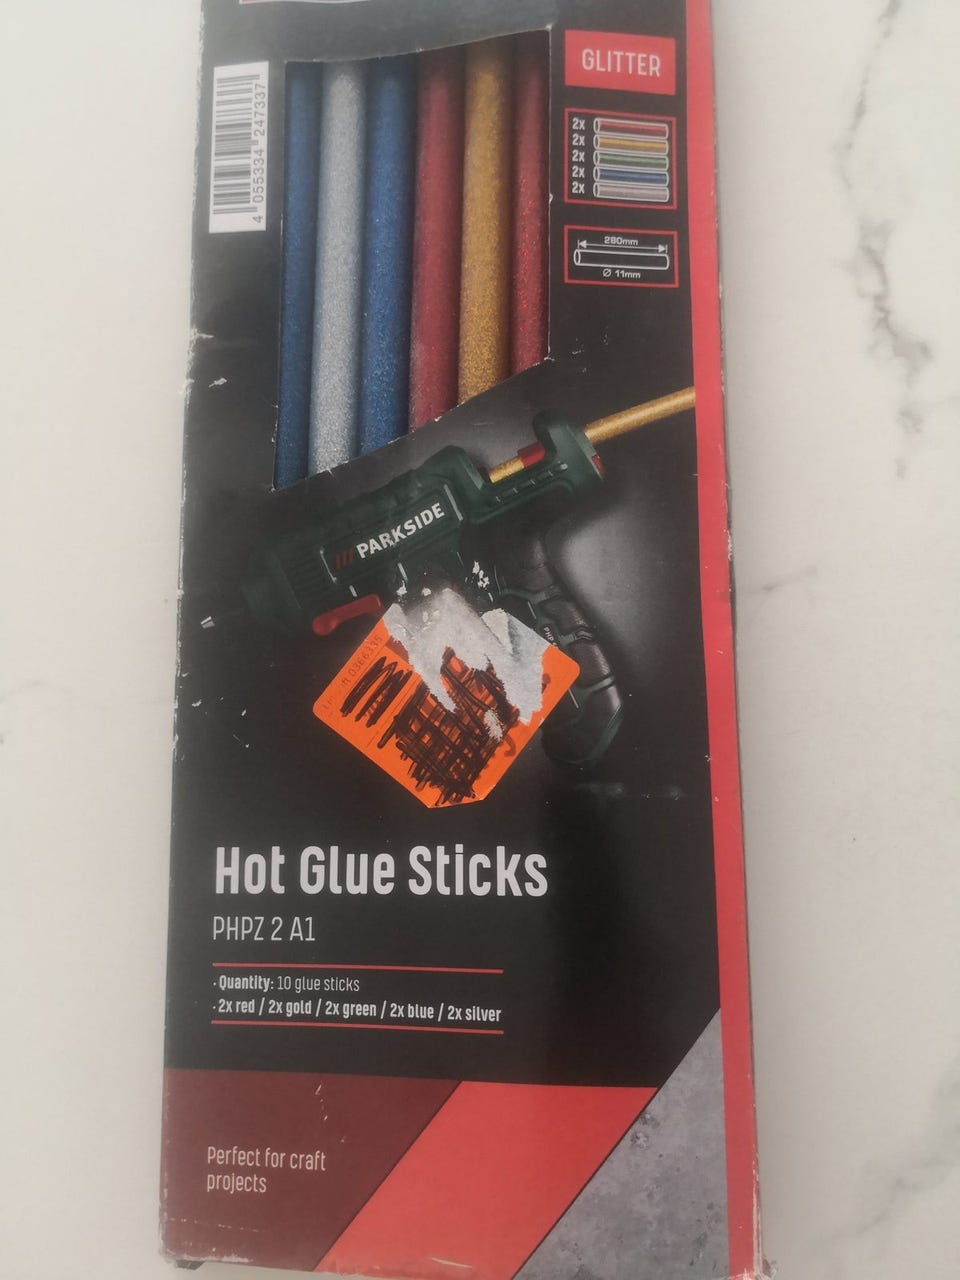 4 055334 247337
GLITTER
2x
2x
2x
2x
2x
280mm
Ø 11mm
PARKSIDE
PHP
Hot Glue Sticks
PHPZ 2 A1
· Quantity: 10 glue sticks
· 2x red / 2x gold / 2x green / 2x blue / 2x silver
Perfect for craft
projects